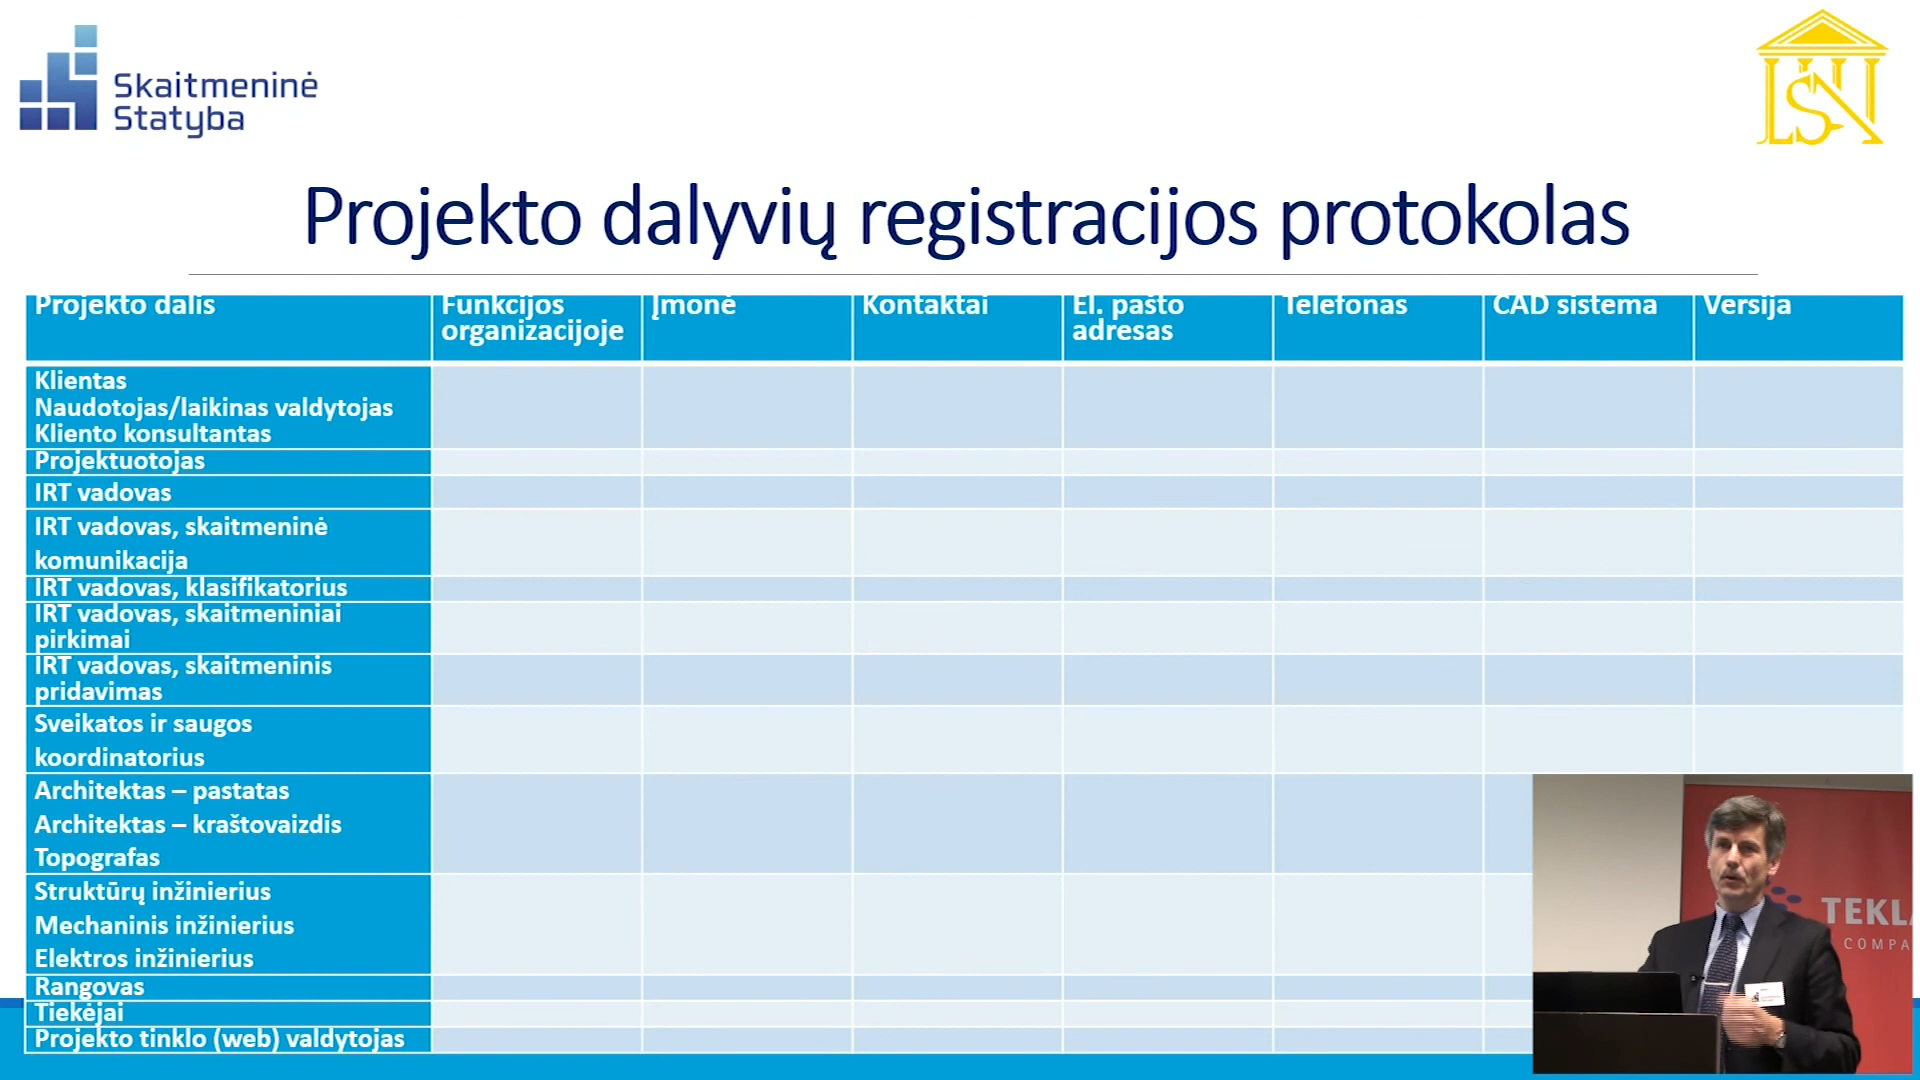 Skaitmeninė
Statyba
LSN
Projekto dalyvių registracijos protokolas
Projekto dalis
Funkcijos
organizacijoje
Įmonė
Kontaktai
El. pašto
adresas
Telefonas
CAD sistema
Versija
Klientas
Naudotojas/laikinas valdytojas
Kliento konsultantas
Projektuotojas
IRT vadovas
IRT vadovas, skaitmeninė
komunikacija
IRT vadovas, klasifikatorius
IRT vadovas, skaitmeniniai
pirkimai
IRT vadovas, skaitmeninis
pridavimas
Sveikatos ir saugos
koordinatorius
Architektas – pastatas
Architektas – kraštovaizdis
Topografas
Struktūrų inžinierius
Mechaninis inžinierius
Elektros inžinierius
Rangovas
Tiekėjai
Projekto tinklo (web) valdytojas
TEKLA
COMPA